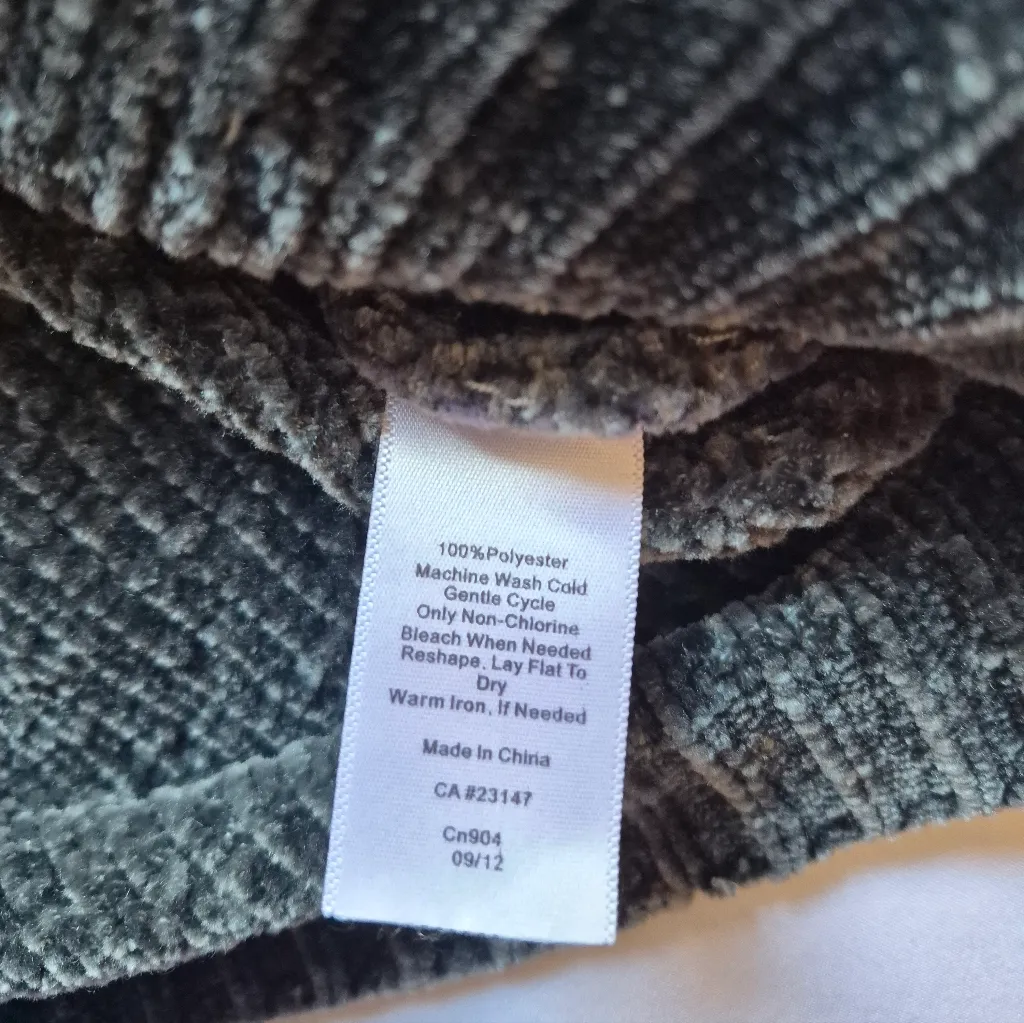 100%Polyester
Machine Wash Cold
Gentle Cycle
Only Non-Chlorine
Bleach When Needed
Reshape, Lay Flat To
Dry
Warm Iron, If Needed
Made In China
CA #23147
Cn904
09/12